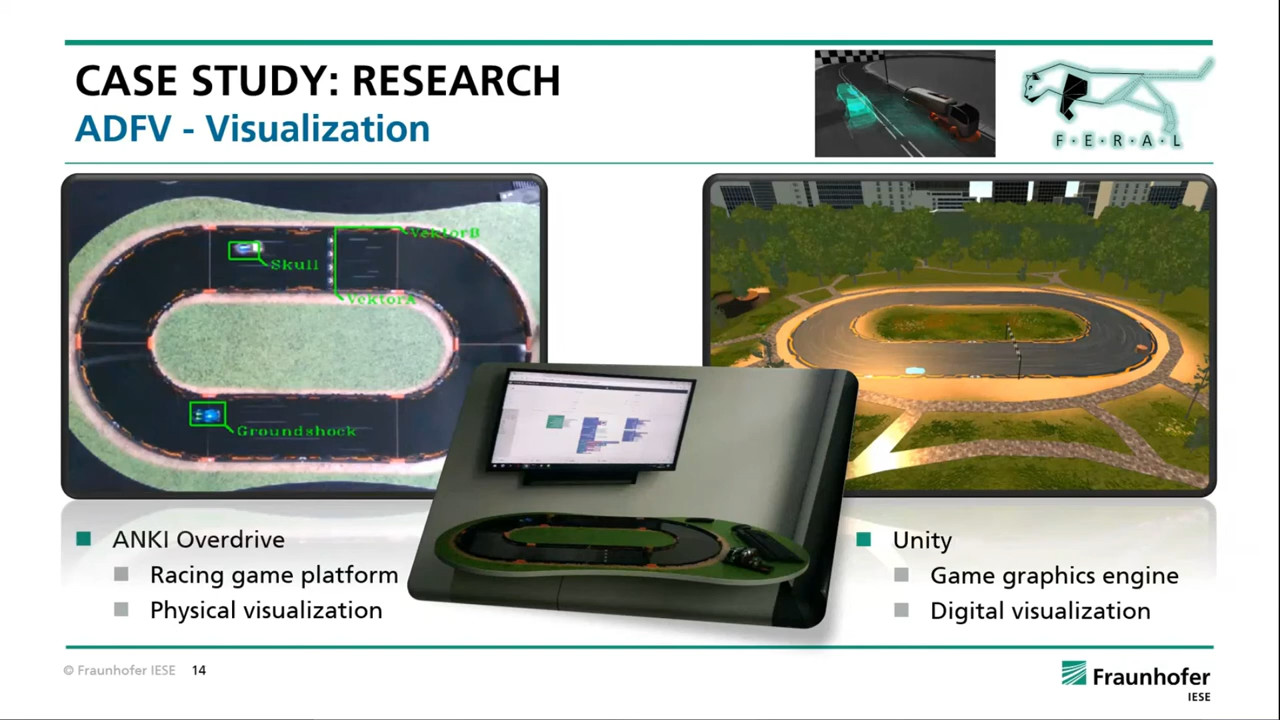 CASE STUDY: RESEARCH
ADFV - Visualization
F·E·R·A·L
VektorB
Skull
VektorA
Groundshock
ANKI Overdrive
Racing game platform
Physical visualization
Unity
Game graphics engine
Digital visualization
© Fraunhofer IESE 14
Fraunhofer
IESE